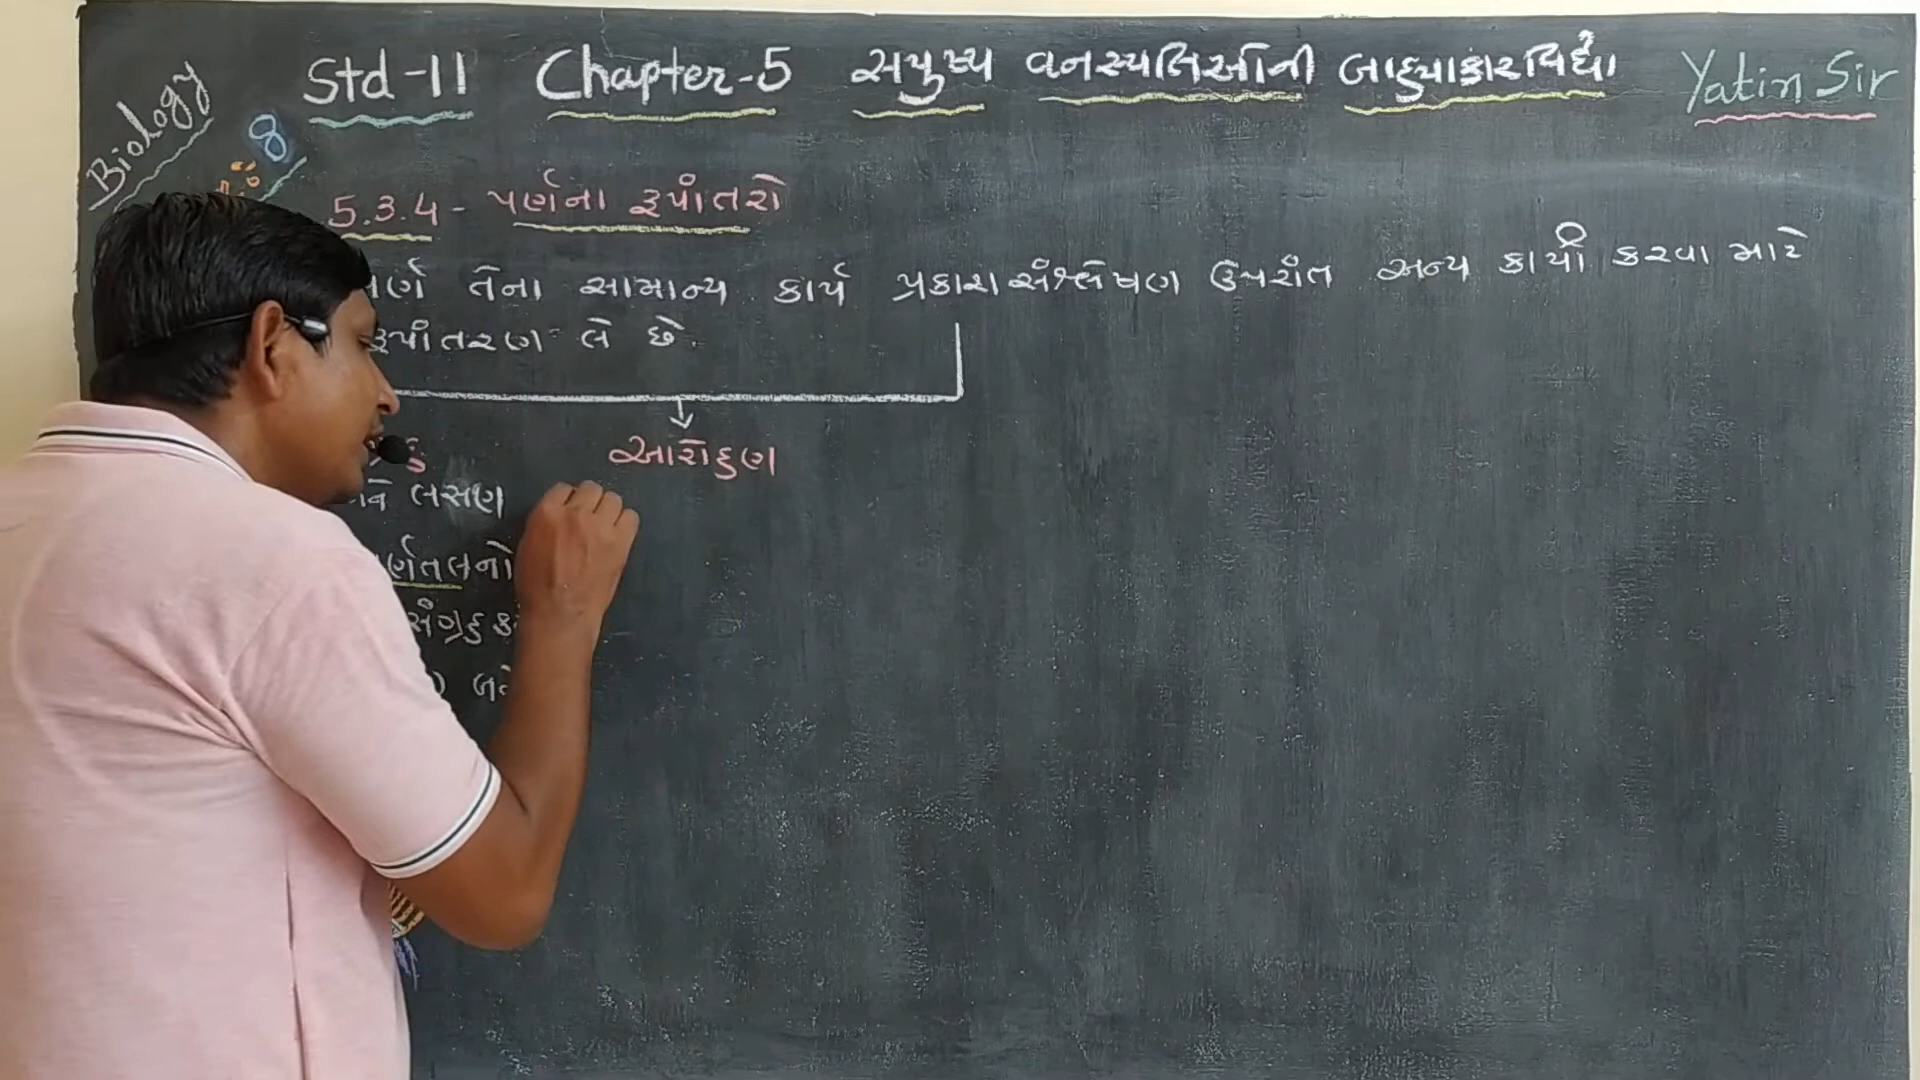 Biology
8
Std-11 Chapter-5 સપુષ્પ વનસ્પતિઓની બાહ્યાકારવિદ્યા
Yatin Sir
5.3.4 - પર્ણના રૂપાંતરો
પર્ણ તેના સામાન્ય કાર્ય પ્રકાશસંશ્લેષણ ઉપરાંત અન્ય કાર્યો કરવા માટે
રૂપાંતરણ લે છે.
આરોહણ
લસણ
ર્ણતલનો
સંગ્રહ